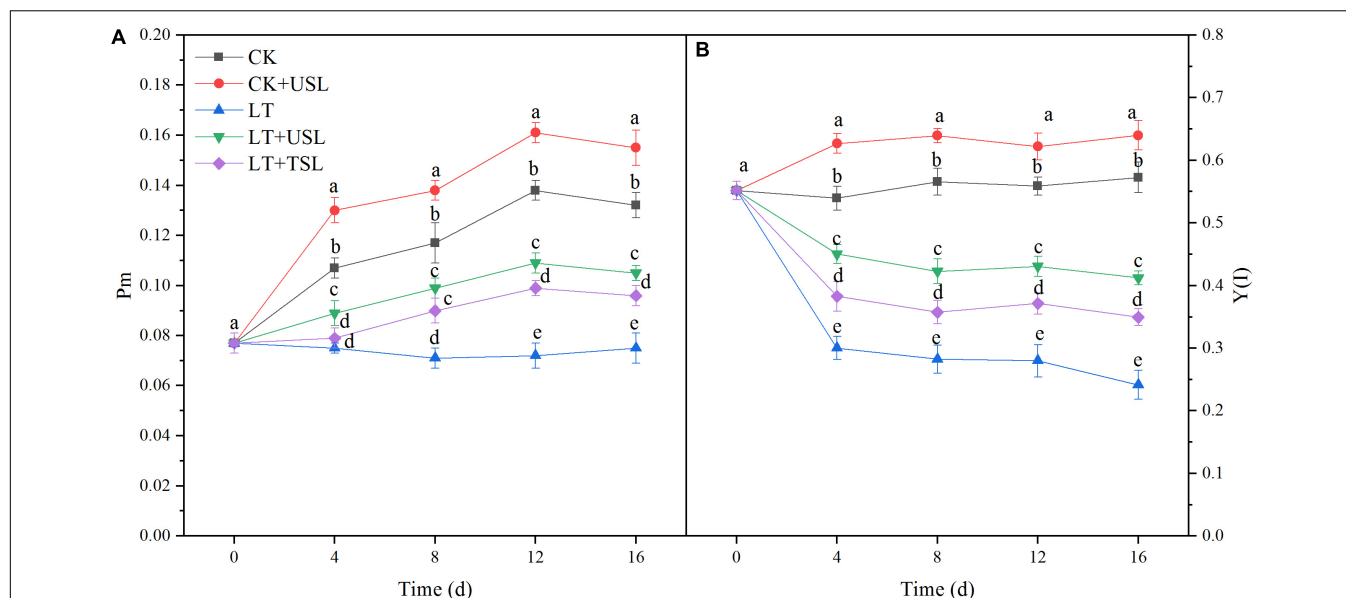 A
B
CK
CK+USL
LT
LT+USL
LT+TSL
0.20
0.18
0.16
0.14
0.12
0.10
0.08
0.06
0.04
0.02
0.00
Pm
a
a
b
c
d
d
a
b
c
c
d
a
b
c
d
e
a
b
c
d
e
0
4
8
12
16
Time (d)
a
a
b
c
d
e
a
b
c
d
e
a
b
c
d
e
a
b
c
d
e
0
4
8
12
16
Time (d)
0.8
0.7
0.6
0.5
0.4
0.3
0.2
0.1
0.0
Y(I)